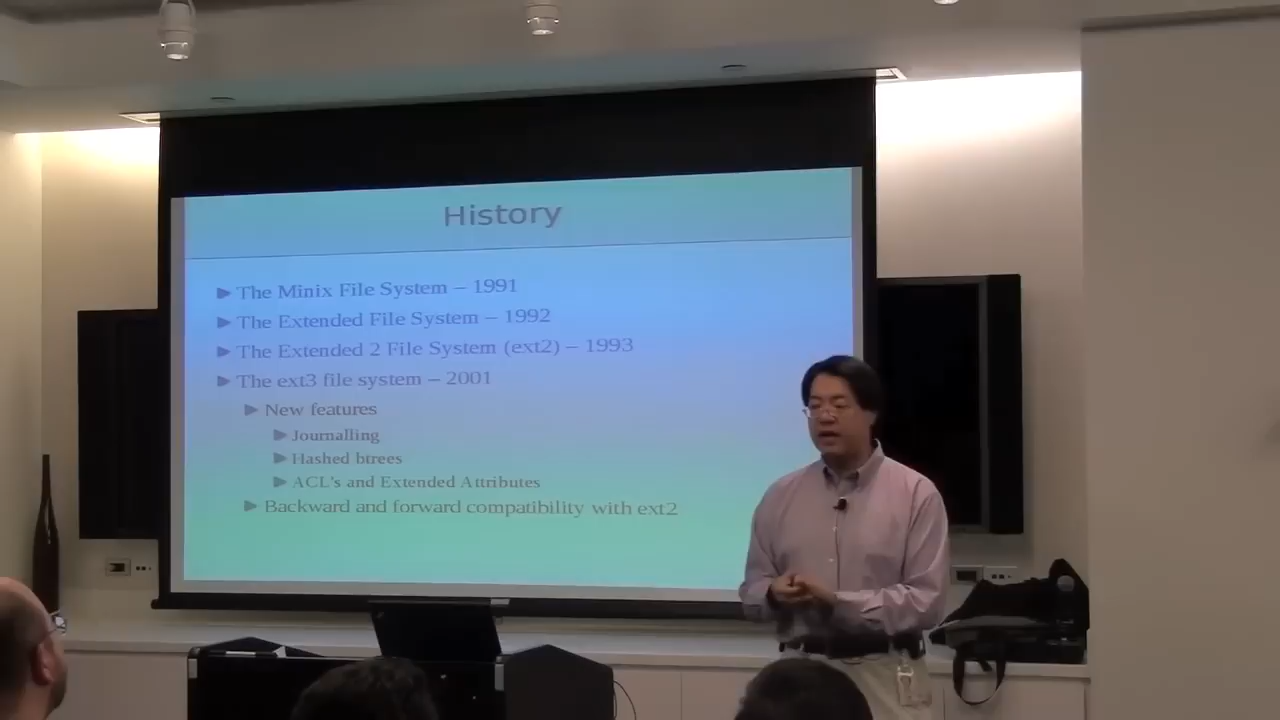 History
The Minix File System – 1991
The Extended File System – 1992
The Extended 2 File System (ext2) – 1993
The ext3 file system – 2001
New features
Journalling
Hashed btrees
ACL's and Extended Attributes
Backward and forward compatibility with ext2